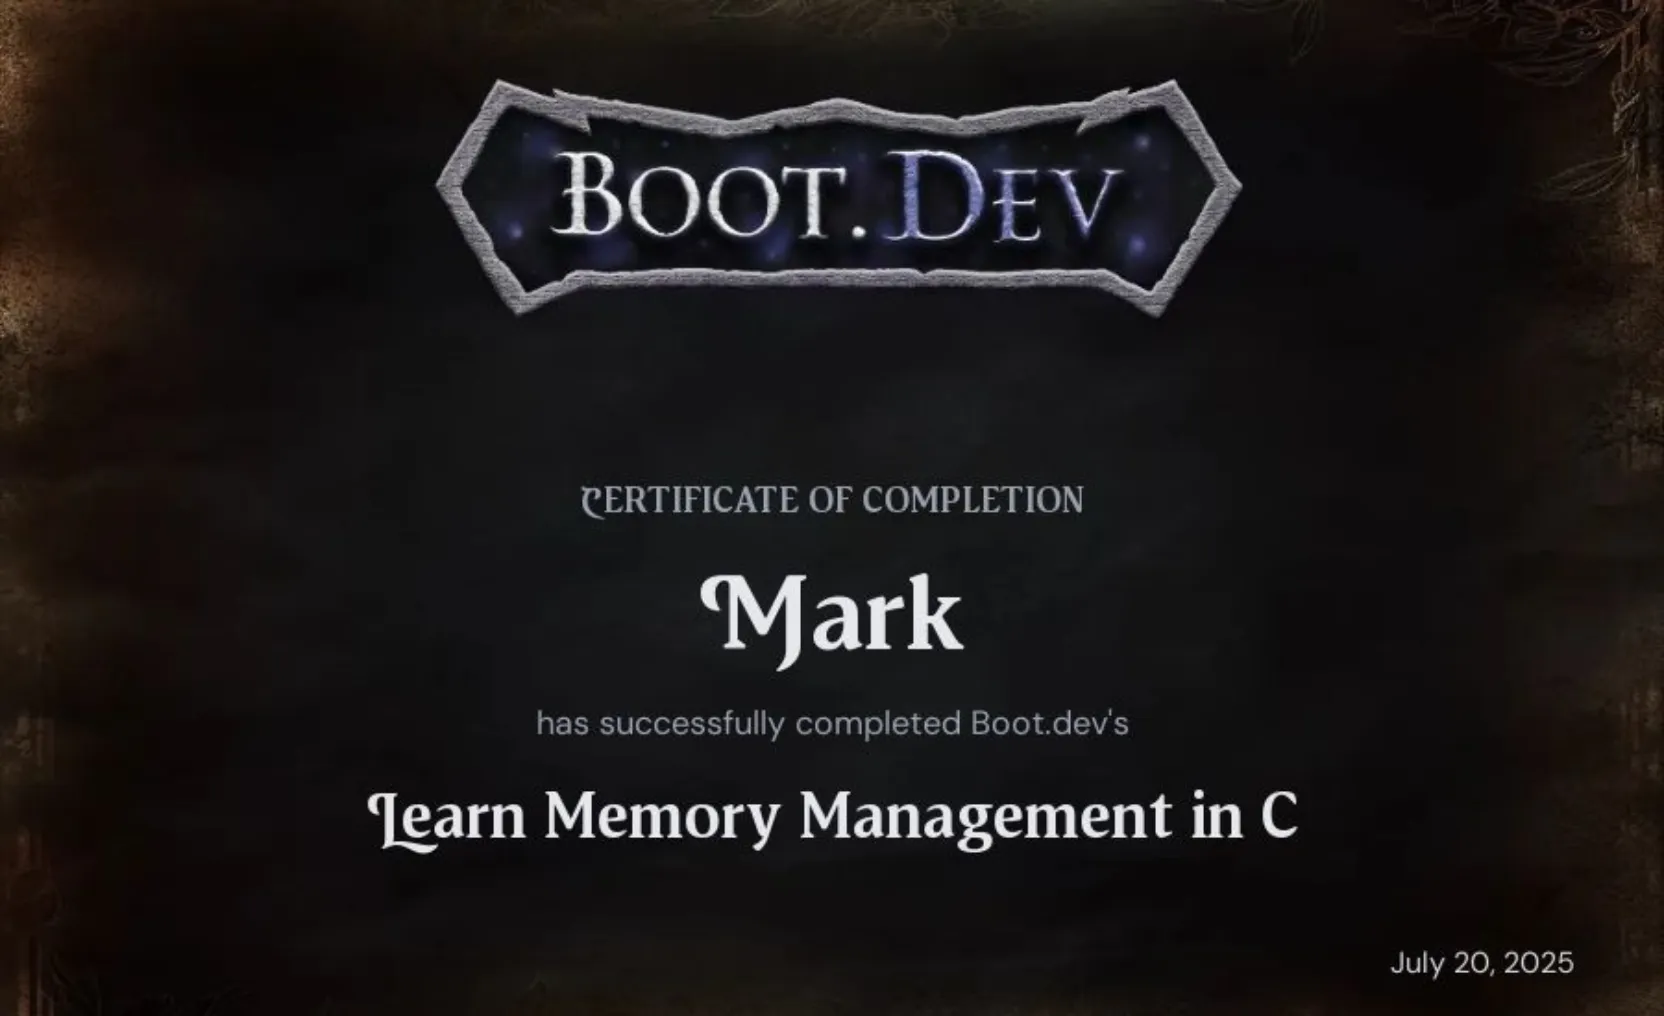 BOOT.DEV
CERTIFICATE OF COMPLETION
Mark
has successfully completed Boot.dev's
Learn Memory Management in C
July 20, 2025